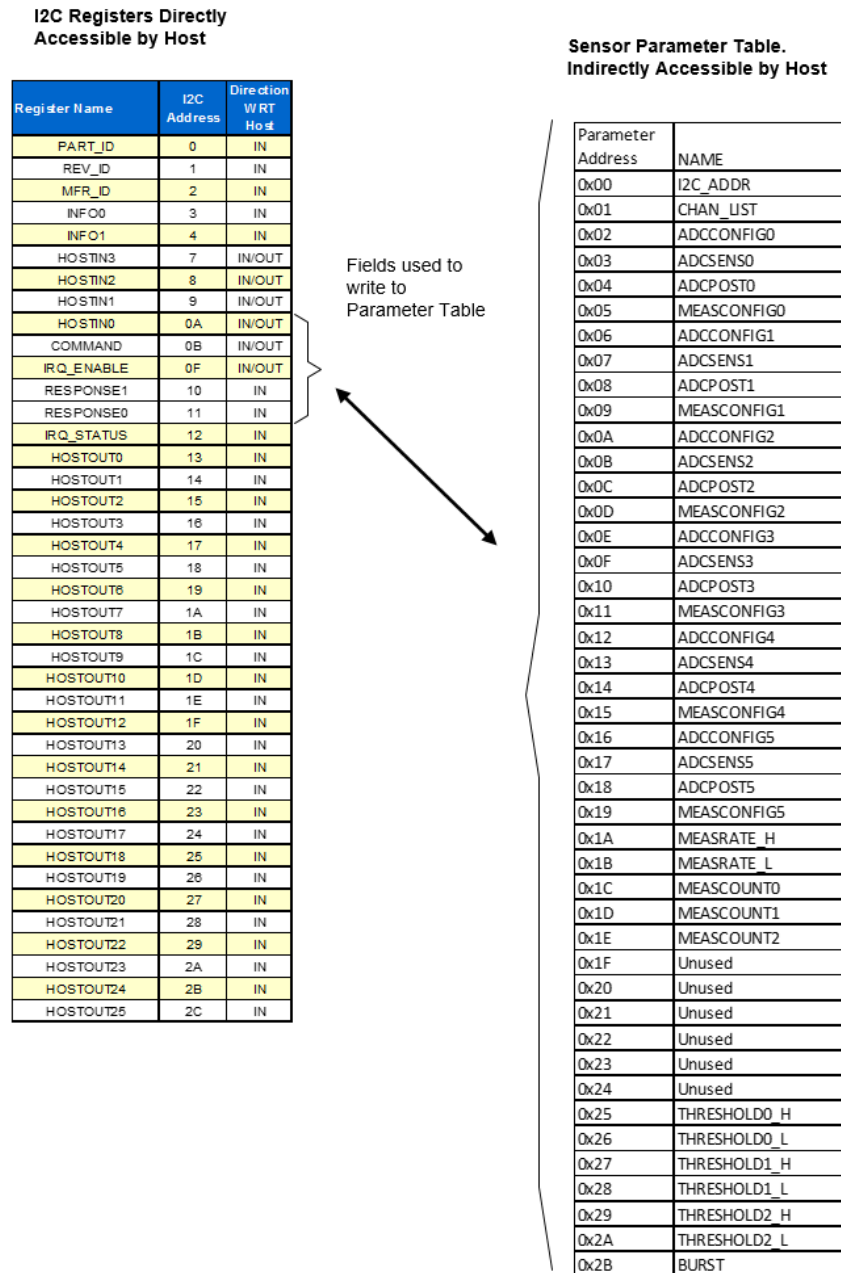 I2C Registers Directly
Accessible by Host
Register Name I2C Address Direction WRT Host
PART_ID 0 IN
REV_ID 1 IN
MFR_ID 2 IN
INFO0 3 IN
INFO1 4 IN
HOSTIN3 7 IN/OUT
HOSTIN2 8 IN/OUT
HOSTIN1 9 IN/OUT
HOSTIN0 0A IN/OUT
COMMAND 0B IN/OUT
IRQ_ENABLE 0F IN/OUT
RESPONSE1 10 IN
RESPONSE0 11 IN
IRQ_STATUS 12 IN
HOSTOUT0 13 IN
HOSTOUT1 14 IN
HOSTOUT2 15 IN
HOSTOUT3 16 IN
HOSTOUT4 17 IN
HOSTOUT5 18 IN
HOSTOUT6 19 IN
HOSTOUT7 1A IN
HOSTOUT8 1B IN
HOSTOUT9 1C IN
HOSTOUT10 1D IN
HOSTOUT11 1E IN
HOSTOUT12 1F IN
HOSTOUT13 20 IN
HOSTOUT14 21 IN
HOSTOUT15 22 IN
HOSTOUT16 23 IN
HOSTOUT17 24 IN
HOSTOUT18 25 IN
HOSTOUT19 26 IN
HOSTOUT20 27 IN
HOSTOUT21 28 IN
HOSTOUT22 29 IN
HOSTOUT23 2A IN
HOSTOUT24 2B IN
HOSTOUT25 2C IN
Fields used to
write to
Parameter Table
Sensor Parameter Table.
Indirectly Accessible by Host
Parameter
Address NAME
0x00 I2C_ADDR
0x01 CHAN_LIST
0x02 ADCCONFIG0
0x03 ADCSENS0
0x04 ADCPOST0
0x05 MEASCONFIG0
0x06 ADCCONFIG1
0x07 ADCSENS1
0x08 ADCPOST1
0x09 MEASCONFIG1
0x0A ADCCONFIG2
0x0B ADCSENS2
0x0C ADCPOST2
0x0D MEASCONFIG2
0x0E ADCCONFIG3
0x0F ADCSENS3
0x10 ADCPOST3
0x11 MEASCONFIG3
0x12 ADCCONFIG4
0x13 ADCSENS4
0x14 ADCPOST4
0x15 MEASCONFIG4
0x16 ADCCONFIG5
0x17 ADCSENS5
0x18 ADCPOST5
0x19 MEASCONFIG5
0x1A MEASRATE_H
0x1B MEASRATE_L
0x1C MEASCOUNT0
0x1D MEASCOUNT1
0x1E MEASCOUNT2
0x1F Unused
0x20 Unused
0x21 Unused
0x22 Unused
0x23 Unused
0x24 Unused
0x25 THRESHOLD0_H
0x26 THRESHOLD0_L
0x27 THRESHOLD1_H
0x28 THRESHOLD1_L
0x29 THRESHOLD2_H
0x2A THRESHOLD2_L
0x2B BURST